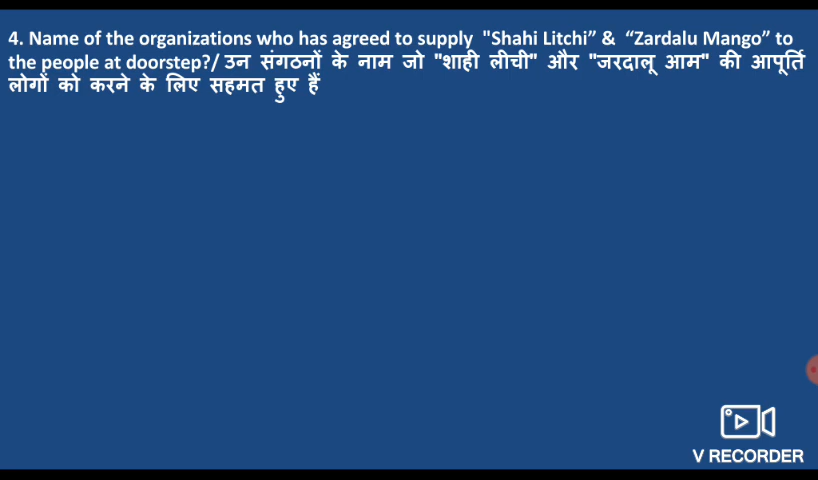 4. Name of the organizations who has agreed to supply "Shahi Litchi” & “Zardalu Mango” to
the people at doorstep?/ उन संगठनों के नाम जो "शाही लीची" और "जरदालू आम" की आपूर्ति
लोगों को करने के लिए सहमत हुए हैं
V RECORDER